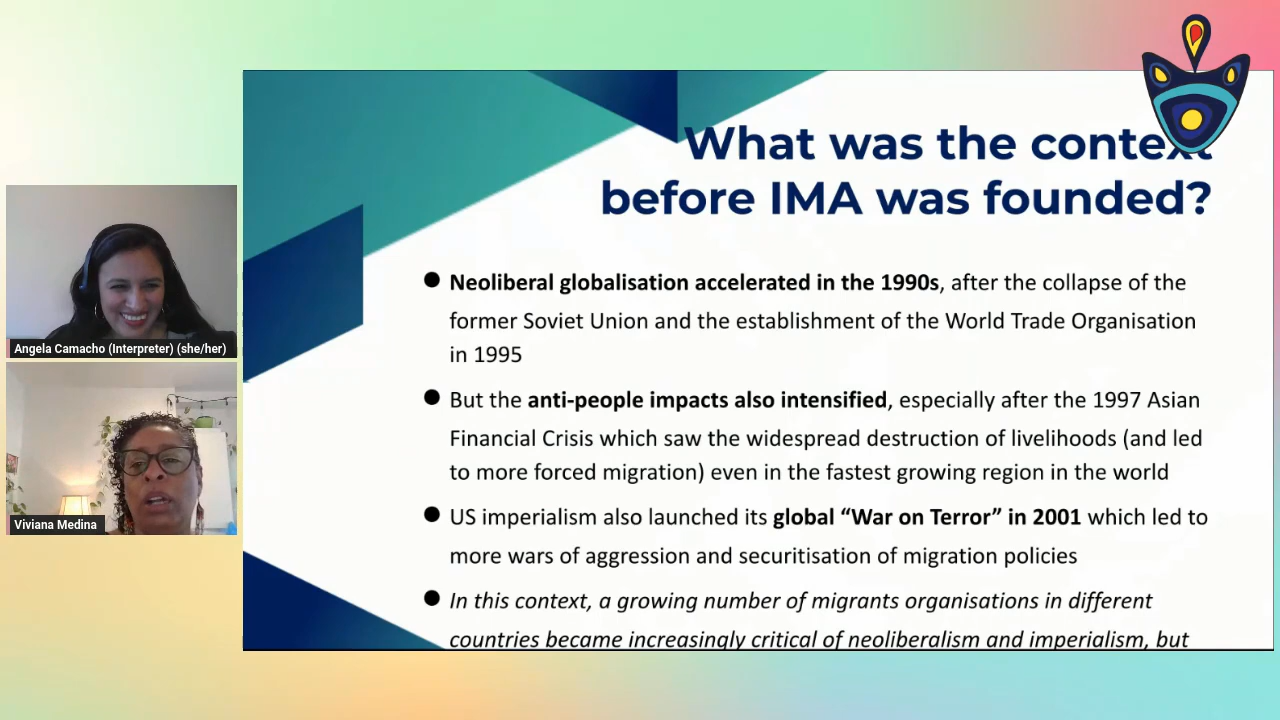 What was the context
before IMA was founded?
Neoliberal globalisation accelerated in the 1990s, after the collapse of the
former Soviet Union and the establishment of the World Trade Organisation
in 1995
But the anti-people impacts also intensified, especially after the 1997 Asian
Financial Crisis which saw the widespread destruction of livelihoods (and led
to more forced migration) even in the fastest growing region in the world
US imperialism also launched its global “War on Terror” in 2001 which led to
more wars of aggression and securitisation of migration policies
In this context, a growing number of migrants organisations in different
countries became increasingly critical of neoliberalism and imperialism, but
Angela Camacho (Interpreter) (she/her)
Viviana Medina